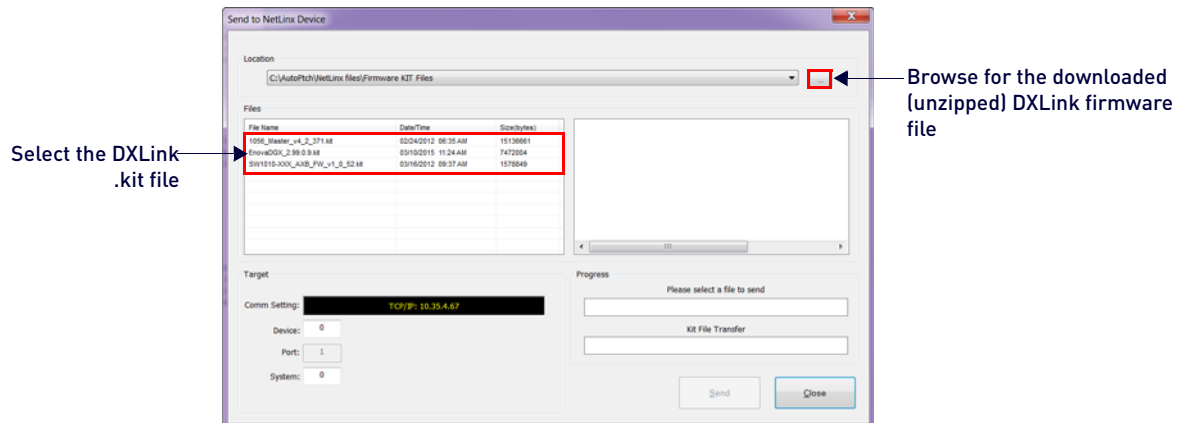 Send to NetLinx Device
X
Location
C:\AutoPtch\NetLinx files\Firmware KIT Files
...
Browse for the downloaded
(unzipped) DXLink firmware
file
Files
File Name Date/Time Size(bytes)
1056_Master_v4_2_371.kit 02/24/2012 06:35 AM 15136661
EnovaDGX_2.99.0.9.kit 03/10/2015 11:24 AM 7472004
SW1010-XXX_AXB_FW_v1_0_52.kit 03/16/2012 09:37 AM 1578849
Select the DXLink
.kit file
Target
Comm Setting: TCP/IP: 10.35.4.67
Device: 0
Port: 1
System: 0
Progress
Please select a file to send
Kit File Transfer
Send Close